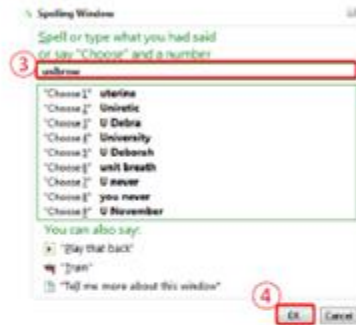 Spelling Window
Spell or type what you had said
or say "Choose" and a number
③
unibrow
"Choose 1" uterine
"Choose 2" Uniretic
"Choose 3" U Debra
"Choose 4" University
"Choose 5" U Deborah
"Choose 6" unit breath
"Choose 7" U never
"Choose 8" you never
"Choose 9" U November
You can also say:
"Play that back"
"Train"
"Tell me more about this window"
④
OK Cancel